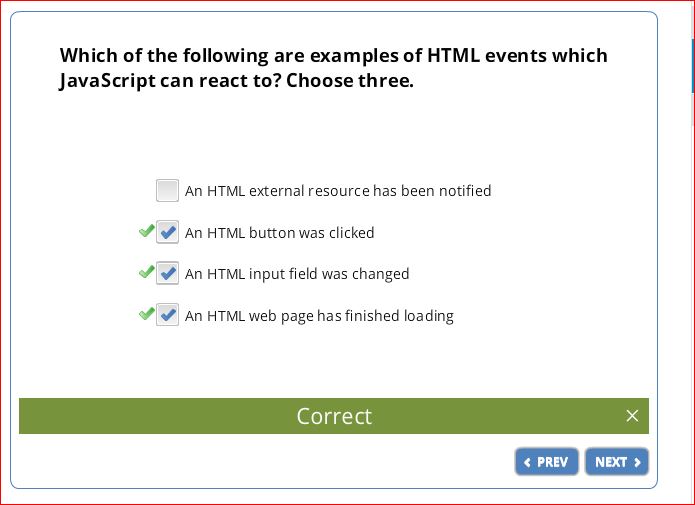 Which of the following are examples of HTML events which
JavaScript can react to? Choose three.
An HTML external resource has been notified
An HTML button was clicked
An HTML input field was changed
An HTML web page has finished loading
Correct
PREV
NEXT